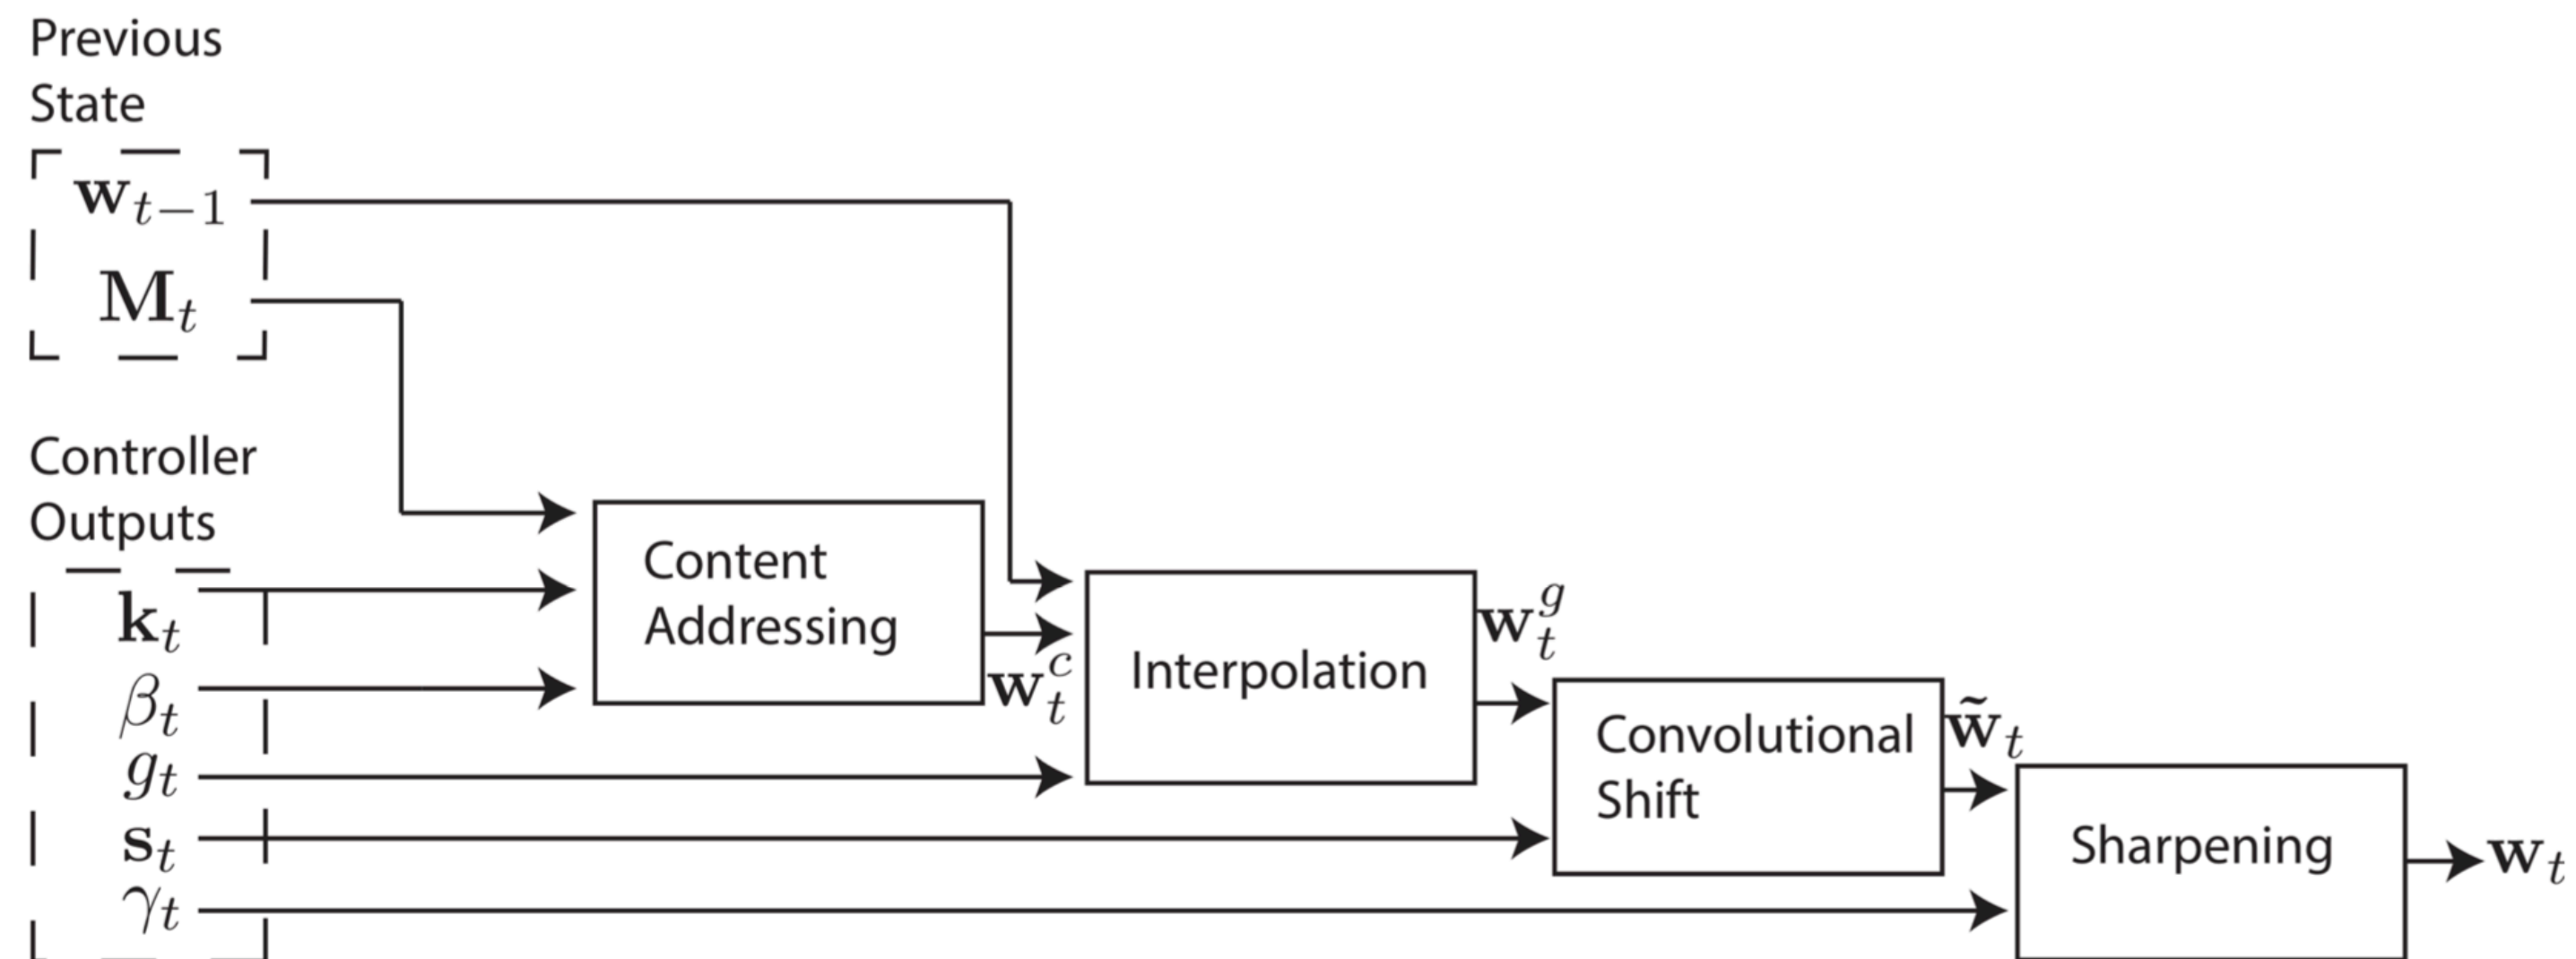 Previous
State
w_{t-1}
M_t
Controller
Outputs
k_t
β_t
g_t
s_t
γ_t
Content
Addressing
w_t^c
Interpolation
w_t^g
Convolutional
Shift
w̃_t
Sharpening
w_t